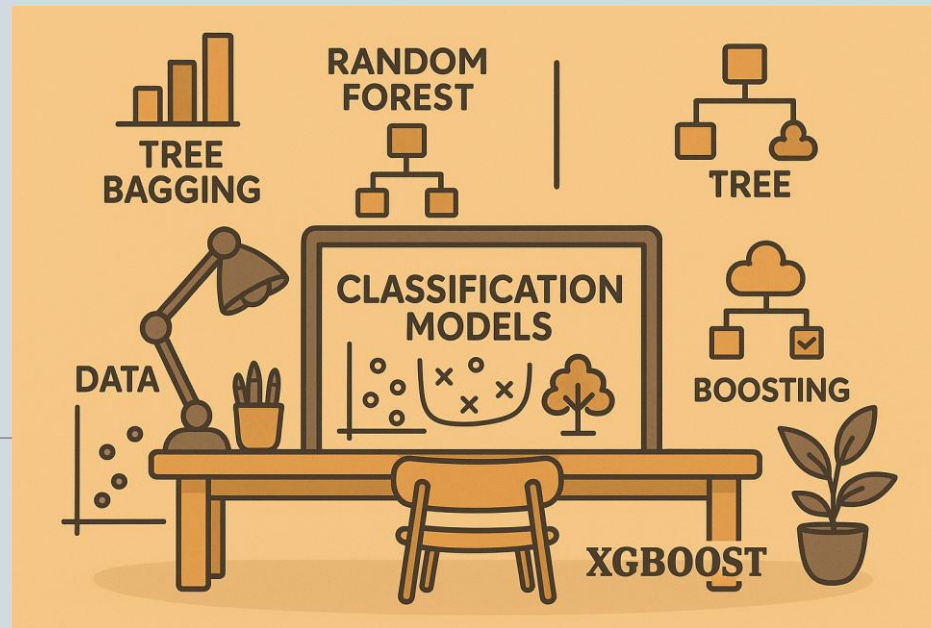 TREE
BAGGING
RANDOM
FOREST
TREE
CLASSIFICATION
MODELS
DATA
BOOSTING
XGBOOST